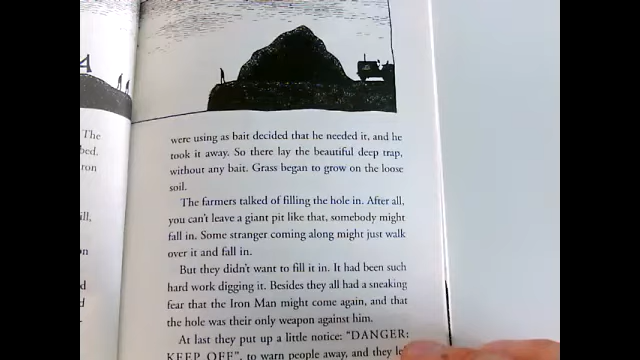 The
bed.
ron
ill,
on
d
d
were using as bait decided that he needed it, and he
took it away. So there lay the beautiful deep trap,
without any bait. Grass began to grow on the loose
soil.
The farmers talked of filling the hole in. After all,
you can't leave a giant pit like that, somebody might
fall in. Some stranger coming along might just walk
over it and fall in.
But they didn't want to fill it in. It had been such
hard work digging it. Besides they all had a sneaking
fear that the Iron Man might come again, and that
the hole was their only weapon against him.
At last they put up a little notice: "DANGER:
KEEP OFF", to warn people away, and they